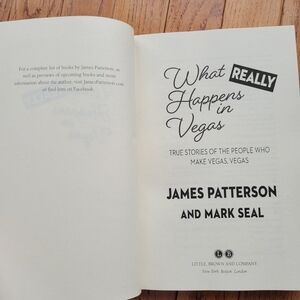 For a complete list of books by James Patterson, as
well as previews of upcoming books and more
information about the author, visit JamesPatterson.com
or find him on Facebook.
What REALLY
Happens in
Vegas
TRUE STORIES OF THE PEOPLE WHO
MAKE VEGAS, VEGAS
JAMES PATTERSON
AND MARK SEAL
L B
LITTLE, BROWN AND COMPANY
New York Boston London